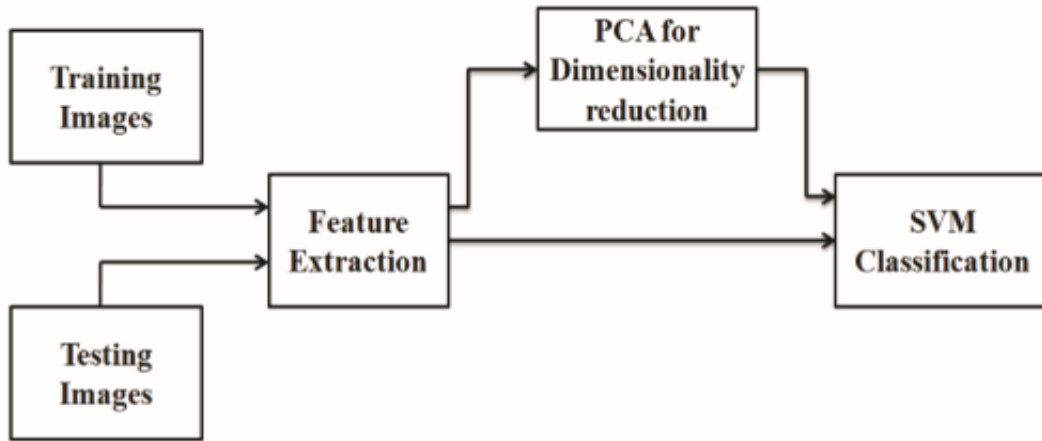 Training
Images
PCA for
Dimensionality
reduction
Feature
Extraction
SVM
Classification
Testing
Images